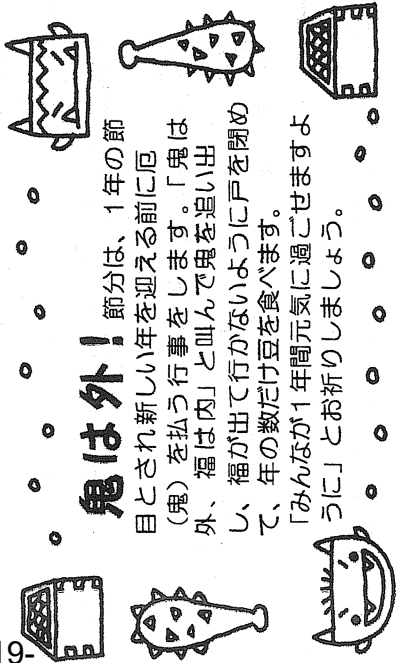 鬼は外！ 節分は、1年の節
目とされ新しい年を迎える前に厄
（鬼）を払う行事をします。「鬼は
外、福は内」と叫んで鬼を追い出
し、福が出て行かないように戸を閉め
て、年の数だけ豆を食べます。
「みんなが1年間元気に過ごせますよ
うに」とお祈りしましょう。
19-